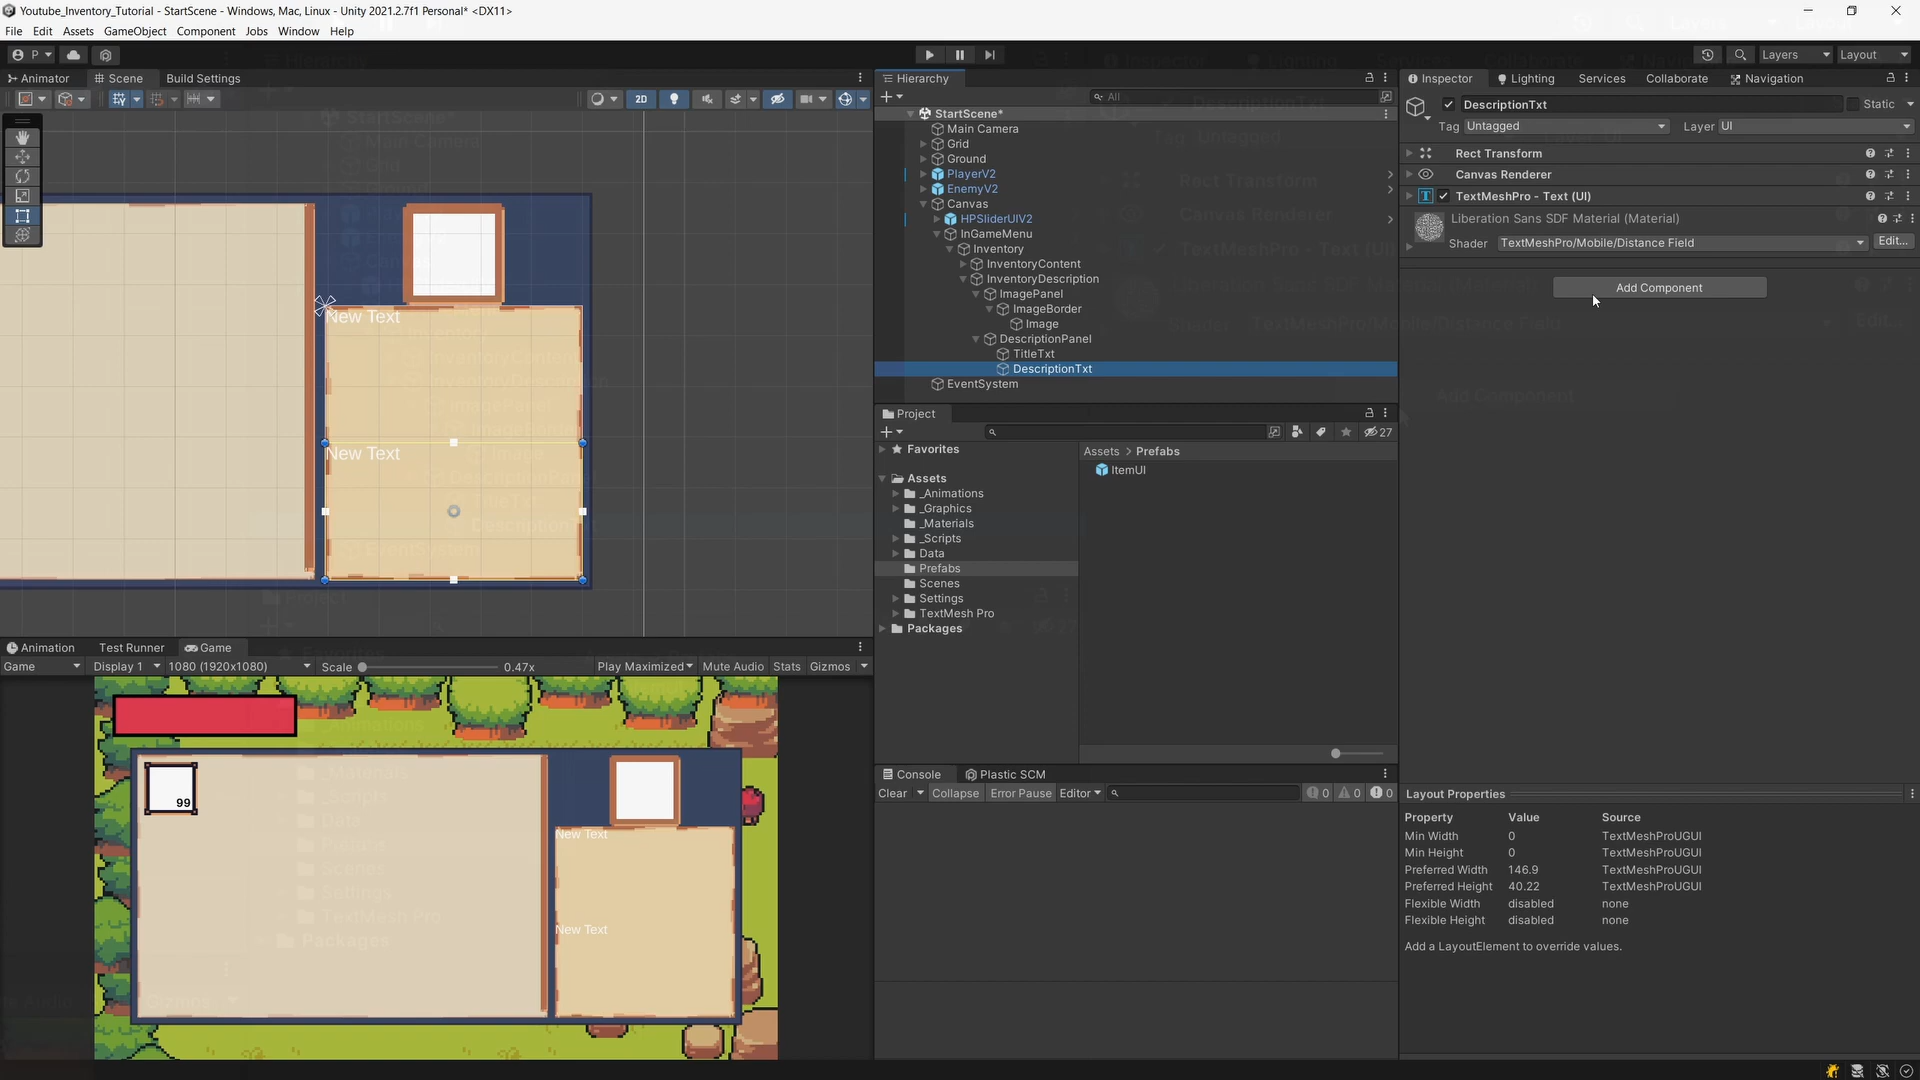 Youtube_Inventory_Tutorial - StartScene - Windows, Mac, Linux - Unity 2021.2.7f1 Personal* <DX11>
File Edit Assets GameObject Component Jobs Window Help
P Layers Layout
Animator Scene Build Settings
2D
New Text
New Text
Hierarchy
All
StartScene*
Main Camera
Grid
Ground
PlayerV2
EnemyV2
Canvas
HPSliderUIV2
InGameMenu
Inventory
InventoryContent
InventoryDescription
ImagePanel
ImageBorder
Image
DescriptionPanel
TitleTxt
DescriptionTxt
EventSystem
Project
27
Favorites
Assets
_Animations
_Graphics
_Materials
_Scripts
Data
Prefabs
Scenes
Settings
TextMesh Pro
Packages
Assets > Prefabs
ItemUI
Console Plastic SCM
Clear Collapse Error Pause Editor 0 0 0
Animation Test Runner Game
Game Display 1 1080 (1920x1080) Scale 0.47x Play Maximized Mute Audio Stats Gizmos
99
New Text
New Text
Inspector Lighting Services Collaborate Navigation
DescriptionTxt Static
Tag Untagged Layer UI
Rect Transform
Canvas Renderer
TextMeshPro - Text (UI)
Liberation Sans SDF Material (Material)
Shader TextMeshPro/Mobile/Distance Field Edit...
Add Component
Layout Properties
Property Value Source
Min Width 0 TextMeshProUGUI
Min Height 0 TextMeshProUGUI
Preferred Width 146.9 TextMeshProUGUI
Preferred Height 40.22 TextMeshProUGUI
Flexible Width disabled none
Flexible Height disabled none
Add a LayoutElement to override values.